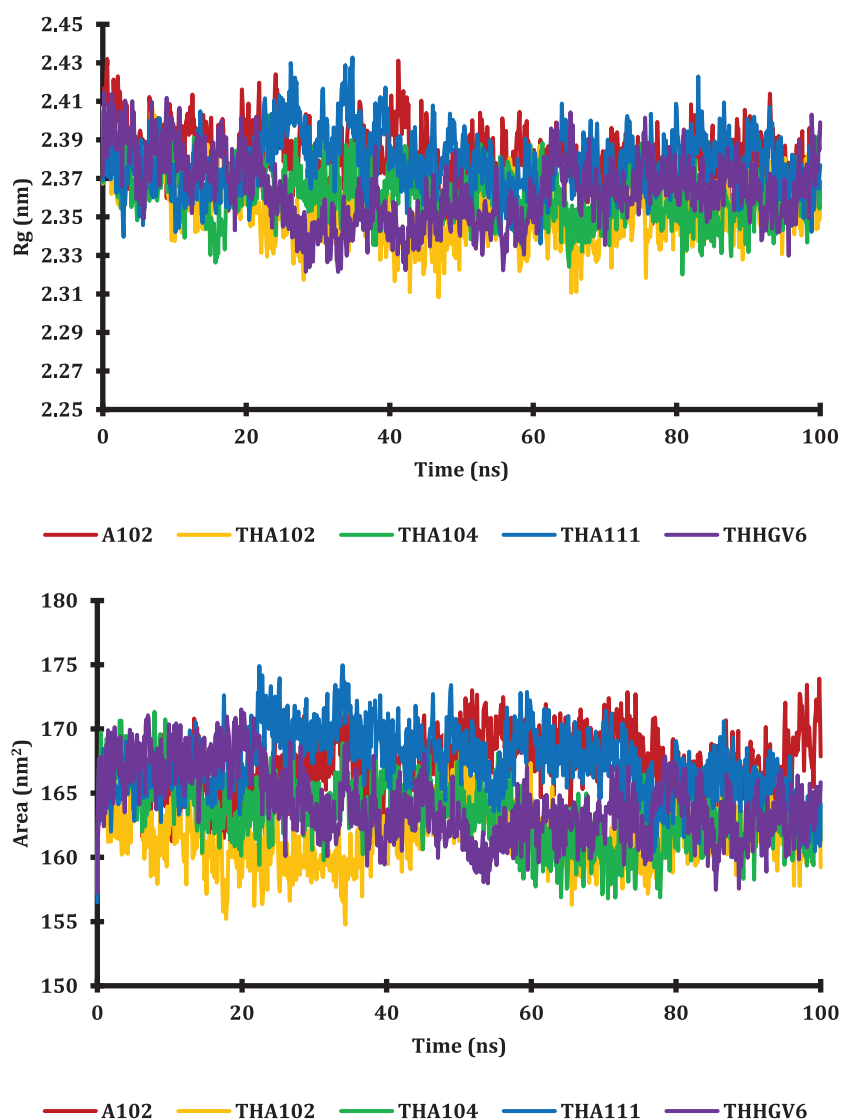 2.45
2.43
2.41
2.39
2.37
2.35
2.33
2.31
2.29
2.27
2.25
Rg (nm)
0 20 40 60 80 100
Time (ns)
A102 THA102 THA104 THA111 THHGV6
180
175
170
165
160
155
150
Area (nm²)
0 20 40 60 80 100
Time (ns)
A102 THA102 THA104 THA111 THHGV6